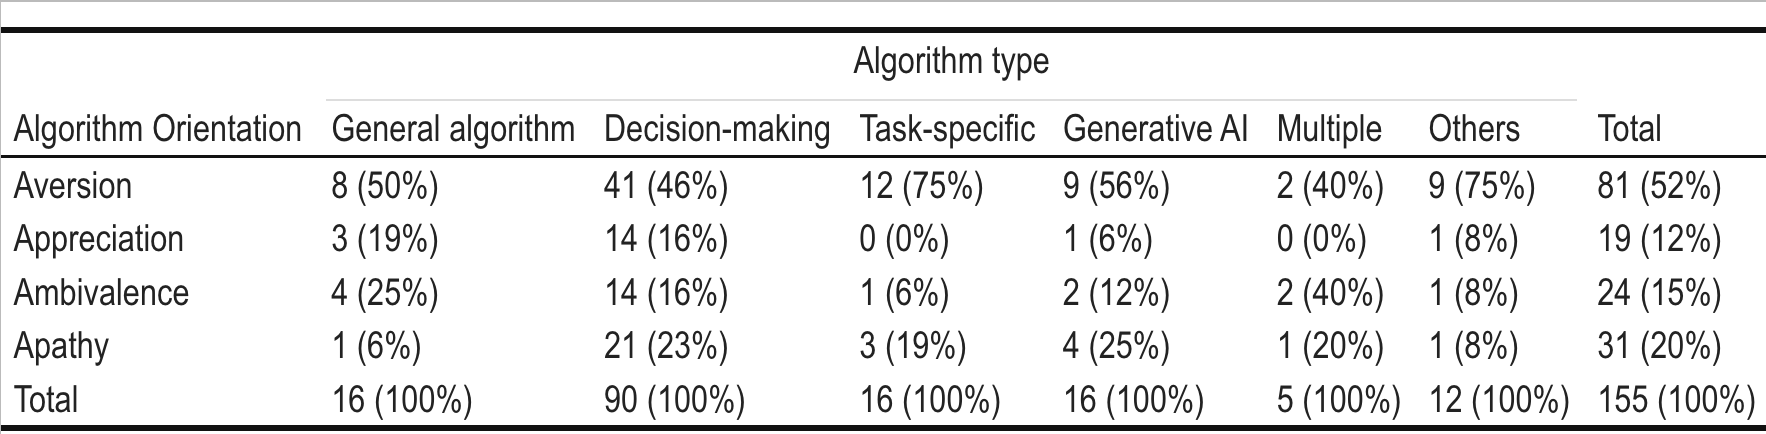 Algorithm type
Algorithm Orientation General algorithm Decision-making Task-specific Generative AI Multiple Others Total
Aversion 8 (50%) 41 (46%) 12 (75%) 9 (56%) 2 (40%) 9 (75%) 81 (52%)
Appreciation 3 (19%) 14 (16%) 0 (0%) 1 (6%) 0 (0%) 1 (8%) 19 (12%)
Ambivalence 4 (25%) 14 (16%) 1 (6%) 2 (12%) 2 (40%) 1 (8%) 24 (15%)
Apathy 1 (6%) 21 (23%) 3 (19%) 4 (25%) 1 (20%) 1 (8%) 31 (20%)
Total 16 (100%) 90 (100%) 16 (100%) 16 (100%) 5 (100%) 12 (100%) 155 (100%)